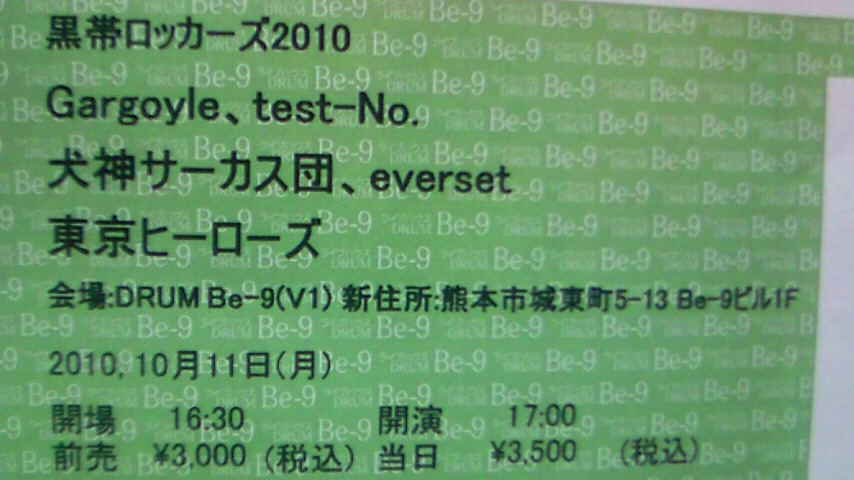 黒帯ロッカーズ2010
Gargoyle、test-No.
犬神サーカス団、everset
東京ヒーローズ
会場:DRUM Be-9(V1) 新住所:熊本市城東町5-13 Be-9ビル1F
2010,10月11日(月)
開場 16:30 開演 17:00
前売 ¥3,000 (税込) 当日 ¥3,500 (税込)